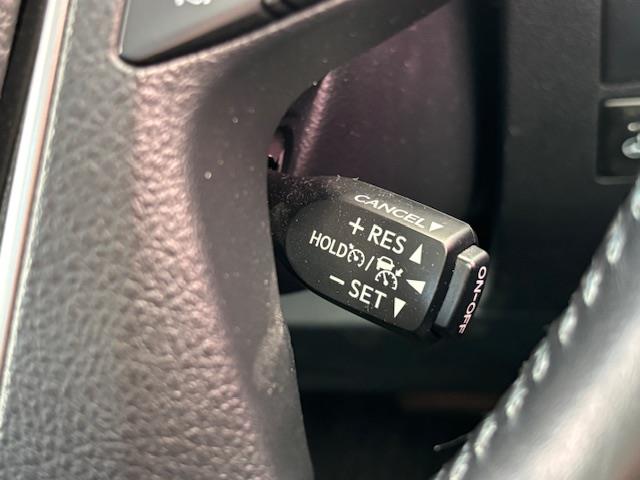 CANCEL
+ RES
HOLD /
- SET
ON-OFF